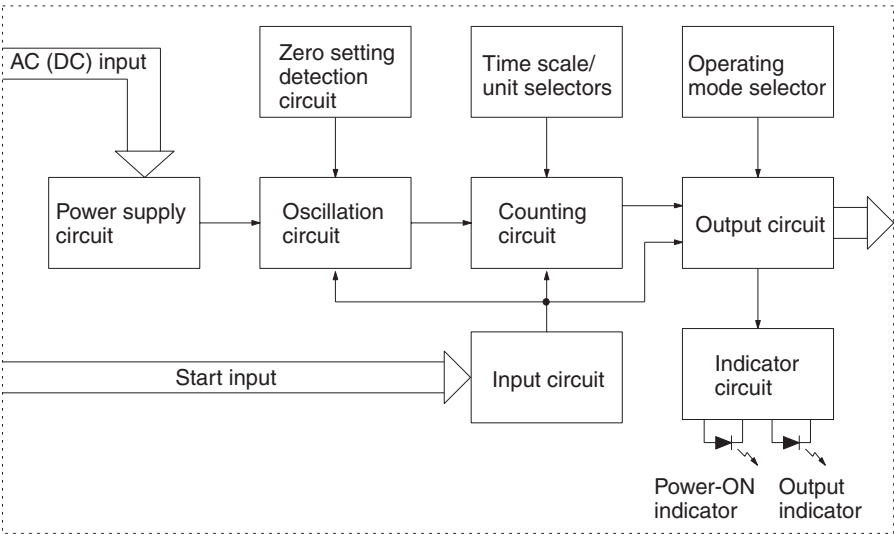 AC (DC) input
Zero setting
detection
circuit
Time scale/
unit selectors
Operating
mode selector
Power supply
circuit
Oscillation
circuit
Counting
circuit
Output circuit
Start input
Input circuit
Indicator
circuit
Power-ON
indicator
Output
indicator